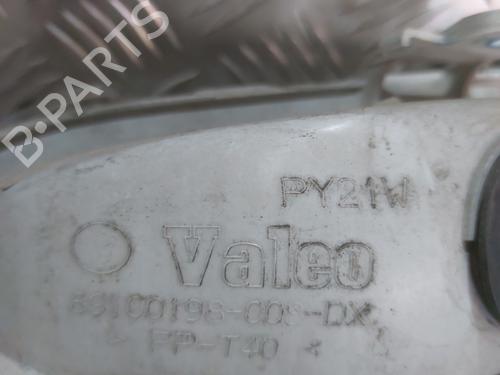 B-PARTS
PY21W
Valeo
> PP-T40 <